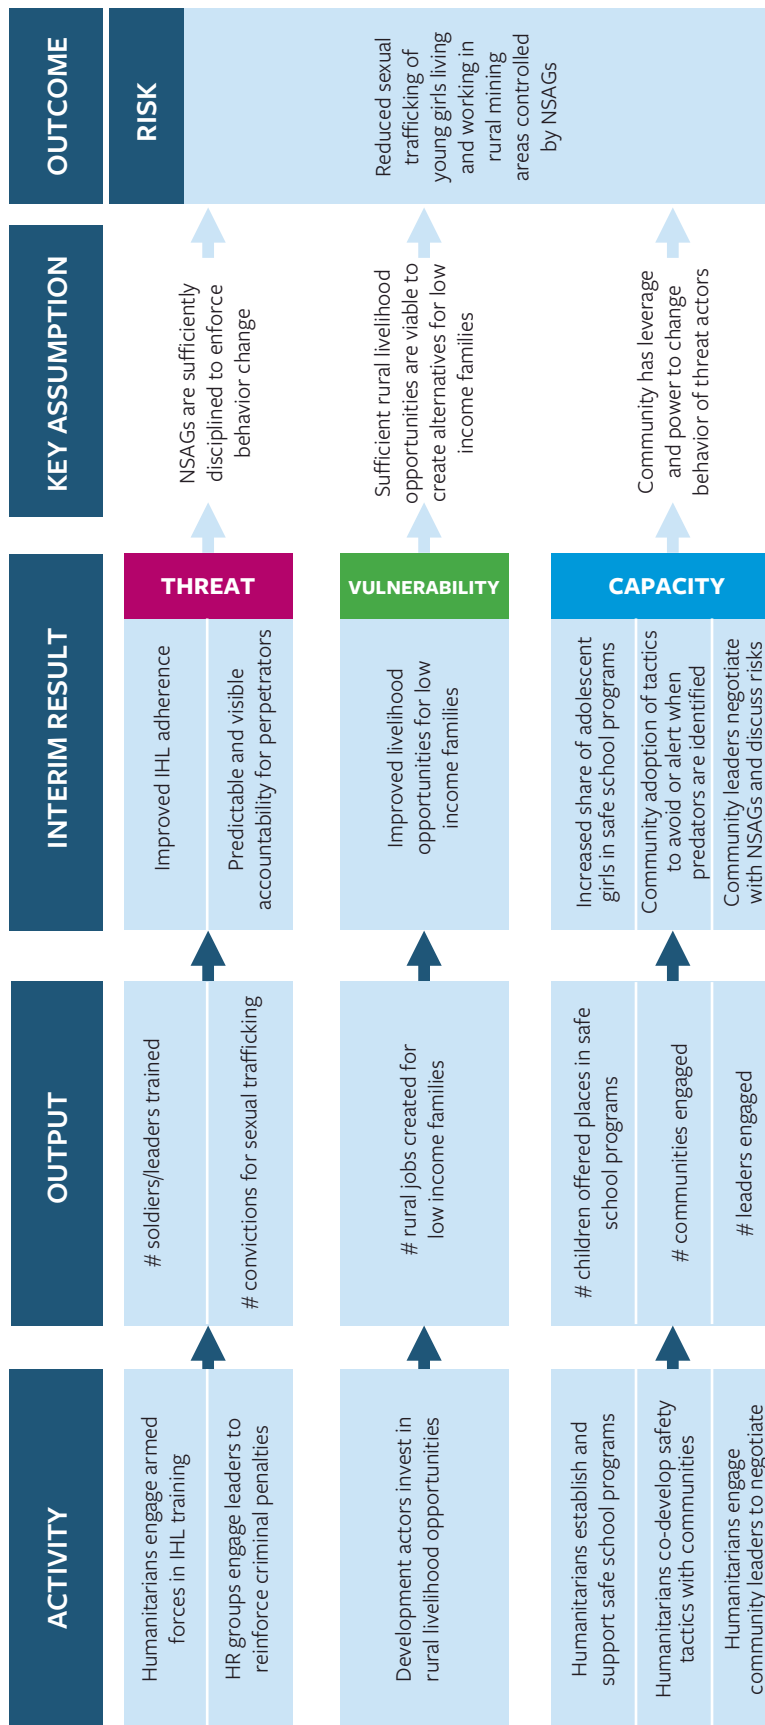 ACTIVITY
OUTPUT
INTERIM RESULT
KEY ASSUMPTION
OUTCOME
RISK
Humanitarians engage armed
forces in IHL training
HR groups engage leaders to
reinforce criminal penalties
# soldiers/leaders trained
# convictions for sexual trafficking
Improved IHL adherence
Predictable and visible
accountability for perpetrators
THREAT
NSAGs are sufficiently
disciplined to enforce
behavior change
Development actors invest in
rural livelihood opportunities
# rural jobs created for
low income families
Improved livelihood
opportunities for low
income families
VULNERABILITY
Sufficient rural livelihood
opportunities are viable to
create alternatives for low
income families
Reduced sexual
trafficking of
young girls living
and working in
rural mining
areas controlled
by NSAGs
Humanitarians establish and
support safe school programs
Humanitarians co-develop safety
tactics with communities
Humanitarians engage
community leaders to negotiate
# children offered places in safe
school programs
# communities engaged
# leaders engaged
Increased share of adolescent
girls in safe school programs
Community adoption of tactics
to avoid or alert when
predators are identified
Community leaders negotiate
with NSAGs and discuss risks
CAPACITY
Community has leverage
and power to change
behavior of threat actors